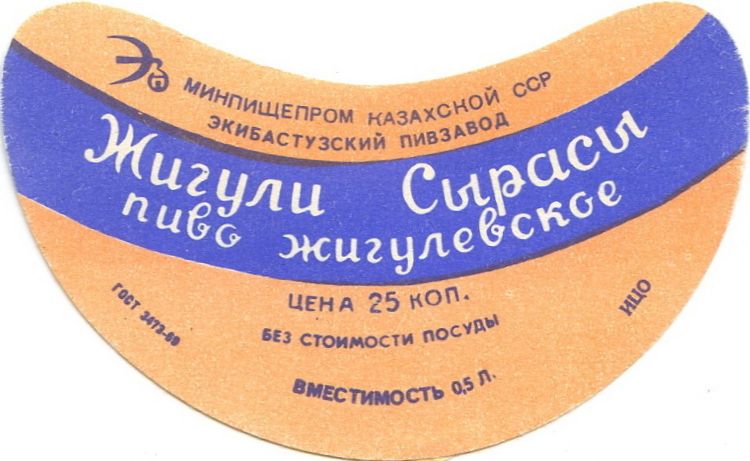 МИНПИЩЕПРОМ КАЗАХСКОЙ ССР
ЭКИБАСТУЗСКИЙ ПИВЗАВОД
Жигули Сырасы
пиво жигулевское
ЦЕНА 25 КОП.
БЕЗ СТОИМОСТИ ПОСУДЫ
ГОСТ 3473-69
ИЦО
ВМЕСТИМОСТЬ 0,5 Л.